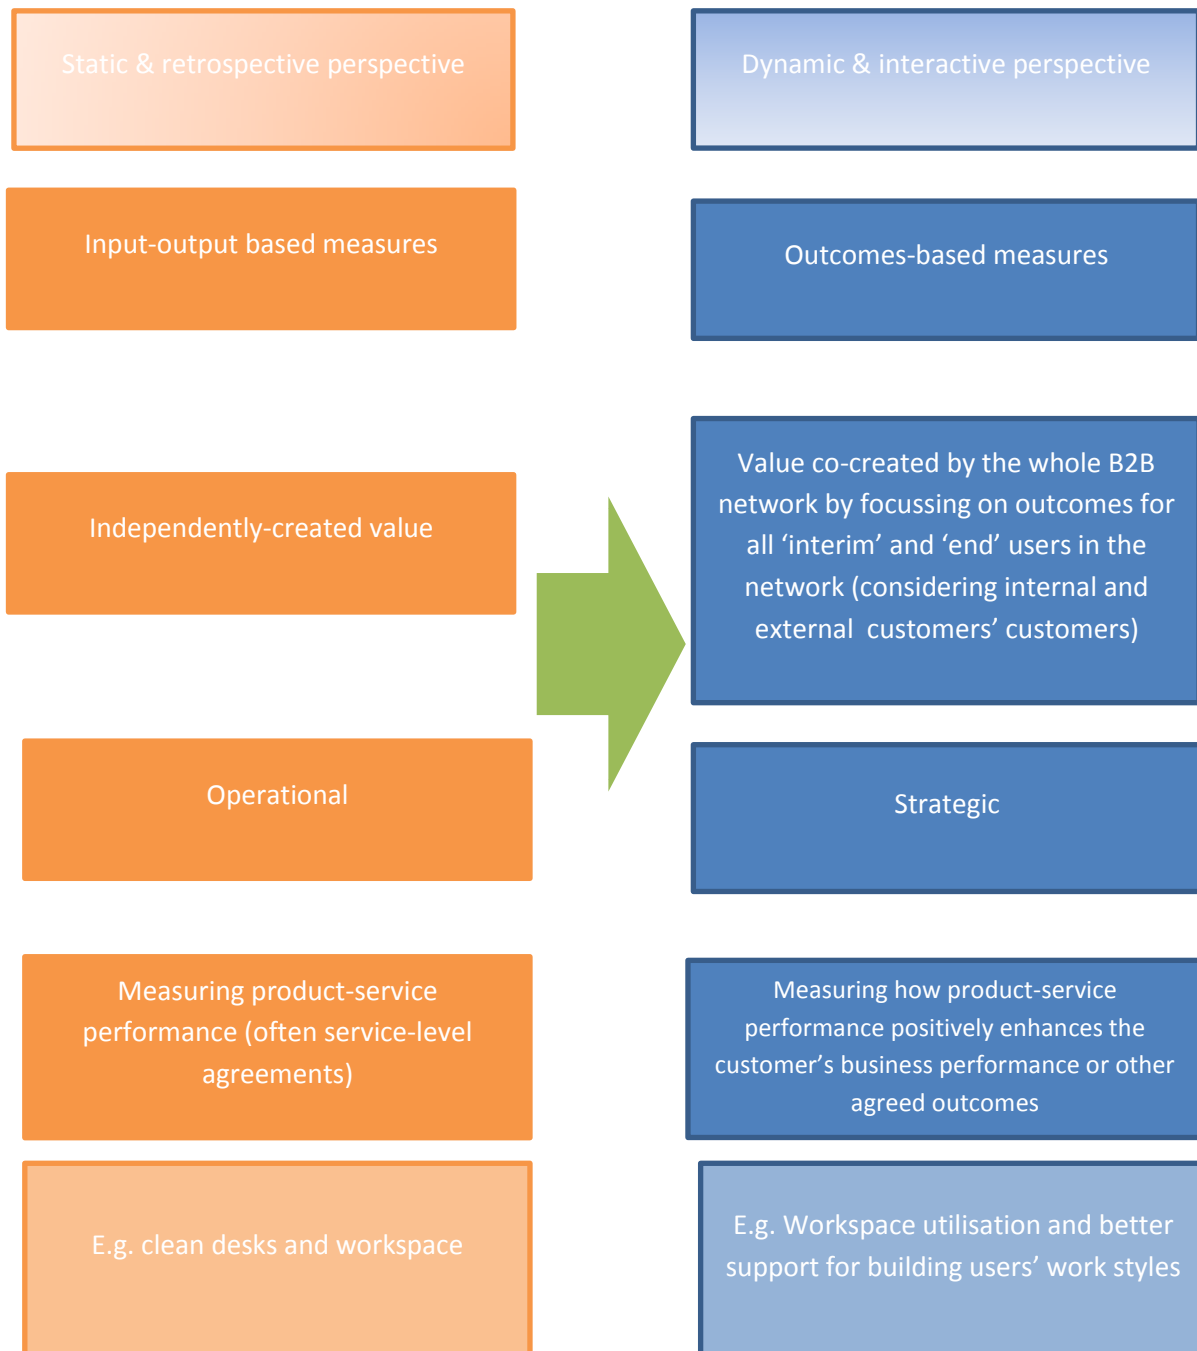 Static & retrospective perspective
Dynamic & interactive perspective
Input-output based measures
Outcomes-based measures
Independently-created value
Value co-created by the whole B2B
network by focussing on outcomes for
all ‘interim’ and ‘end’ users in the
network (considering internal and
external  customers’ customers)
Operational
Strategic
Measuring product-service
performance (often service-level
agreements)
Measuring how product-service
performance positively enhances the
customer’s business performance or other
agreed outcomes
E.g. clean desks and workspace
E.g. Workspace utilisation and better
support for building users’ work styles